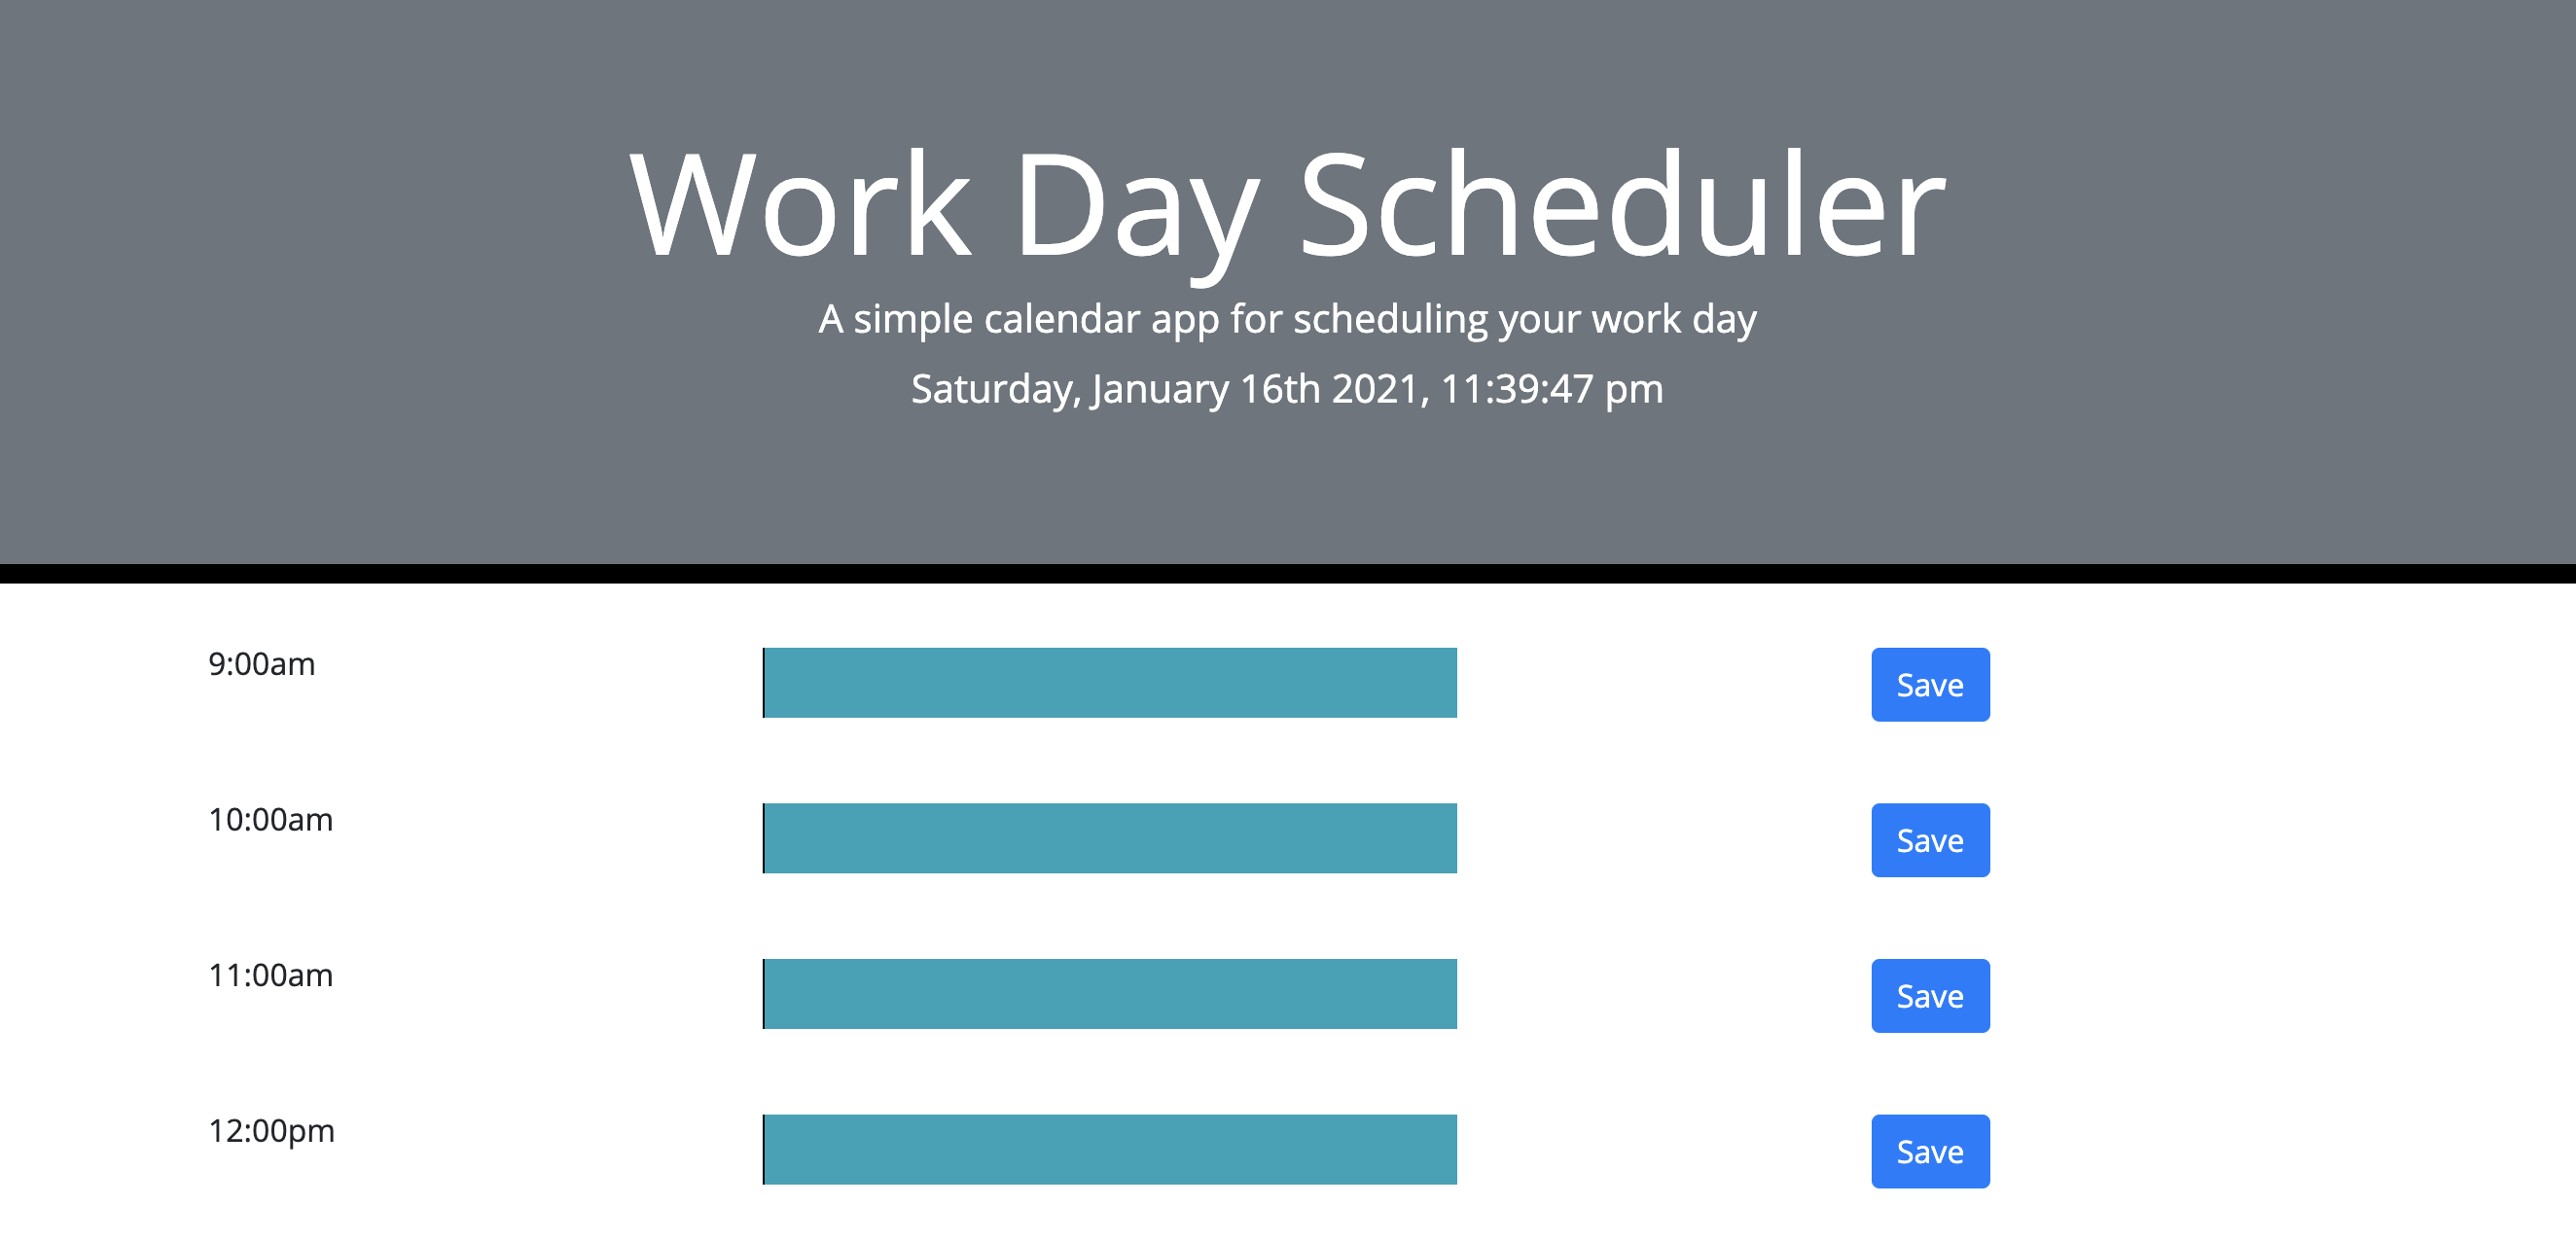 Work Day Scheduler
A simple calendar app for scheduling your work day
Saturday, January 16th 2021, 11:39:47 pm
9:00am Save
10:00am Save
11:00am Save
12:00pm Save